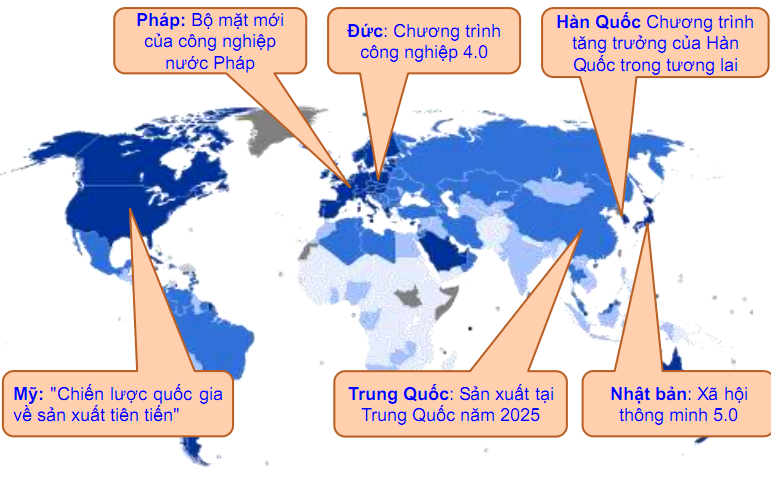 Pháp: Bộ mặt mới
của công nghiệp
nước Pháp
Đức: Chương trình
công nghiệp 4.0
Hàn Quốc Chương trình
tăng trưởng của Hàn
Quốc trong tương lai
Mỹ: "Chiến lược quốc gia
về sản xuất tiên tiến"
Trung Quốc: Sản xuất tại
Trung Quốc năm 2025
Nhật bản: Xã hội
thông minh 5.0